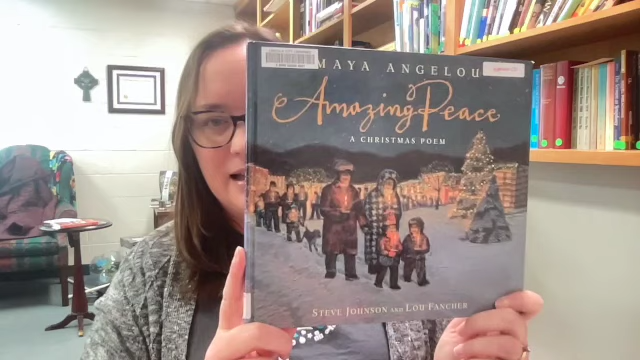 MAYA ANGELOU
Amazing Peace
A CHRISTMAS POEM
STEVE JOHNSON AND LOU FANCHER